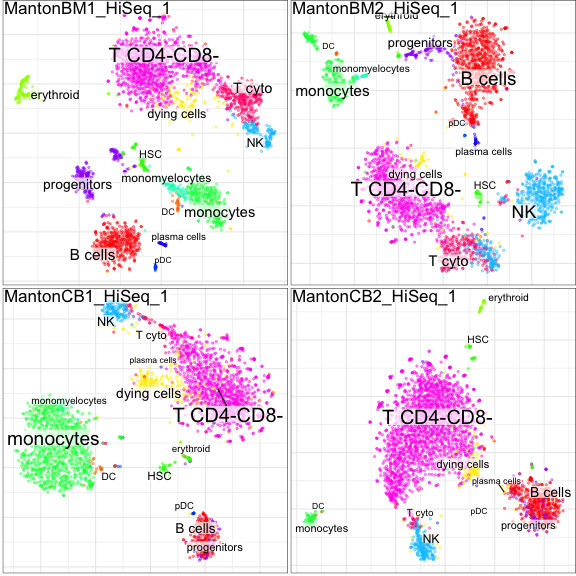 MantonBM1_HiSeq_1
T CD4-CD8-
T cyto
erythroid
dying cells
NK
HSC
monomyelocytes
progenitors
DC
monocytes
plasma cells
B cells
pDC
MantonBM2_HiSeq_1
erythroid
progenitors
DC
monomyelocytes
B cells
monocytes
pDC
plasma cells
dying cells
T CD4-CD8-
HSC
NK
T cyto
MantonCB1_HiSeq_1
NK
T cyto
plasma cells
dying cells
monomyelocytes
T CD4-CD8-
monocytes
erythroid
HSC
DC
pDC
B cells
progenitors
MantonCB2_HiSeq_1
erythroid
HSC
T CD4-CD8-
dying cells
plasma cells
B cells
DC
T cyto
pDC
monocytes
progenitors
NK